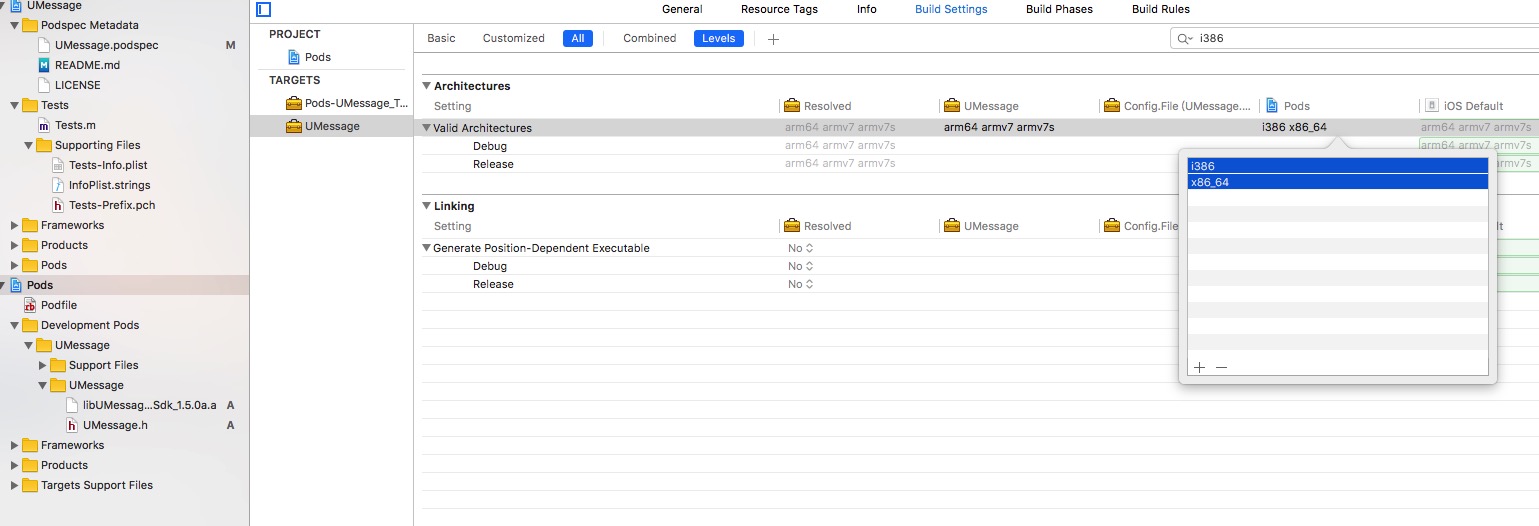 UMessage
Podspec Metadata
UMessage.podspec M
README.md
LICENSE
Tests
Tests.m
Supporting Files
Tests-Info.plist
InfoPlist.strings
Tests-Prefix.pch
Frameworks
Products
Pods
Pods
Podfile
Development Pods
UMessage
Support Files
UMessage
libUMessag...Sdk_1.5.0a.a A
UMessage.h A
Frameworks
Products
Targets Support Files
General Resource Tags Info Build Settings Build Phases Build Rules
PROJECT
Pods
TARGETS
Pods-UMessage_T...
UMessage
Basic Customized All Combined Levels + i386
Architectures
Setting Resolved UMessage Config.File (UMessage.... Pods iOS Default
Valid Architectures arm64 armv7 armv7s arm64 armv7 armv7s i386 x86_64 arm64 armv7 armv7s
Debug arm64 armv7 armv7s arm64 armv7 armv7s
Release arm64 armv7 armv7s
i386
x86_64
Linking
Setting Resolved UMessage Config.File
Generate Position-Dependent Executable No
Debug No
Release No
+ −